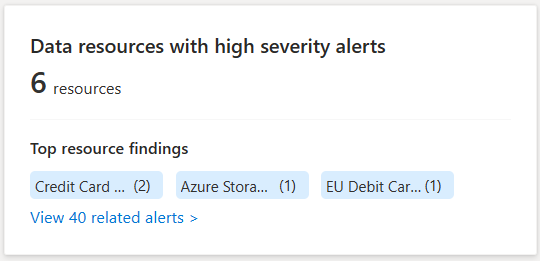 Data resources with high severity alerts
6 resources
Top resource findings
Credit Card ... (2) Azure Stora... (1) EU Debit Car... (1)
View 40 related alerts >